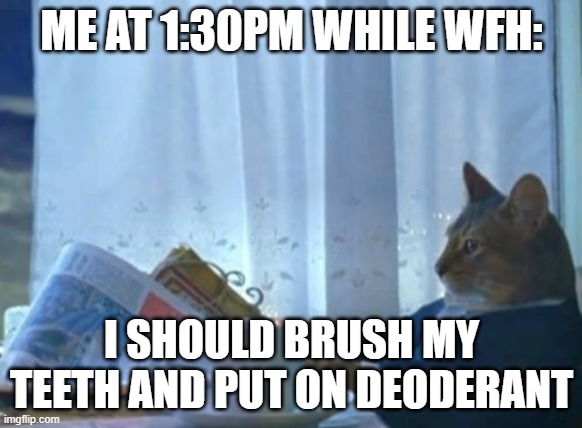 ME AT 1:30PM WHILE WFH:
I SHOULD BRUSH MY
TEETH AND PUT ON DEODERANT
imgflip.com